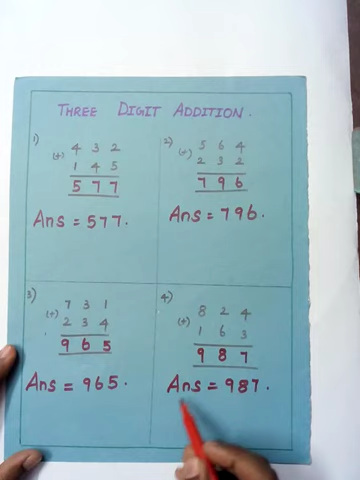 THREE DIGIT ADDITION.
1)
4 3 2
(+)
1 4 5
5 7 7
Ans = 577.
2)
5 6 4
(+)
2 3 2
7 9 6
Ans = 796.
3)
7 3 1
(+)
2 3 4
9 6 5
Ans = 965.
4)
8 2 4
(+)
1 6 3
9 8 7
Ans = 987.